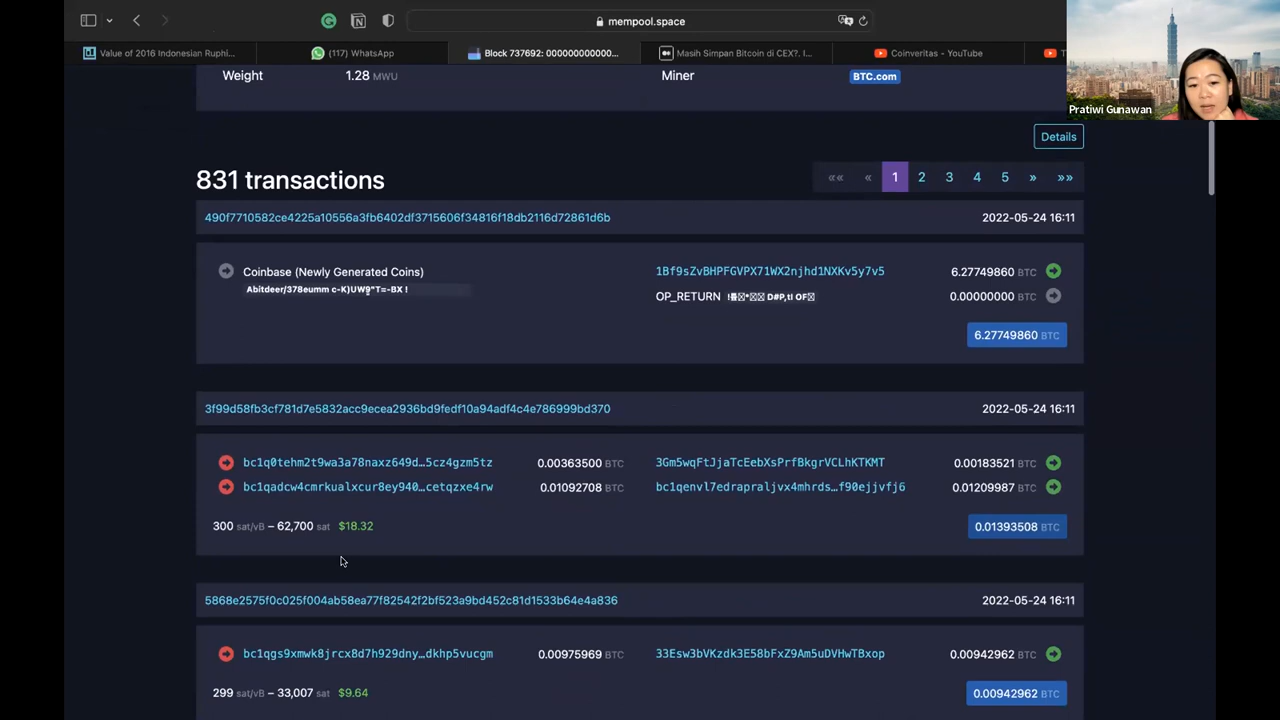 mempool.space
Value of 2016 Indonesian Ruphi...
(117) WhatsApp
Block 737692: 000000000000...
Masih Simpan Bitcoin di CEX?. I...
Coinveritas - YouTube
Pratiwi Gunawan
Weight 1.28 MWU
Miner BTC.com
Details
831 transactions
«« « 1 2 3 4 5 » »»
490f7710582ce4225a10556a3fb6402df3715606f34816f18db2116d72861d6b 2022-05-24 16:11
Coinbase (Newly Generated Coins) 1Bf9sZvBHPFGVPX71WX2njhd1NXKv5y7v5 6.27749860 BTC
OP_RETURN 0.00000000 BTC
6.27749860 BTC
3f99d58fb3cf781d7e5832acc9ecea2936bd9fedf10a94adf4c4e786999bd370 2022-05-24 16:11
bc1q0tehm2t9wa3a78naxz649d…5cz4gzm5tz 0.00363500 BTC 3Gm5wqFtJjaTcEebXsPrfBkgrVCLhKTKMT 0.00183521 BTC
bc1qadcw4cmrkualxcur8ey940…cetqzxe4rw 0.01092708 BTC bc1qenvl7edrapraljvx4mhrds…f90ejjvfj6 0.01209987 BTC
300 sat/vB – 62,700 sat $18.32 0.01393508 BTC
5868e2575f0c025f004ab58ea77f82542f2bf523a9bd452c81d1533b64e4a836 2022-05-24 16:11
bc1qgs9xmwk8jrcx8d7h929dny…dkhp5vucgm 0.00975969 BTC 33Esw3bVKzdk3E58bFxZ9Am5uDVHwTBxop 0.00942962 BTC
299 sat/vB – 33,007 sat $9.64 0.00942962 BTC